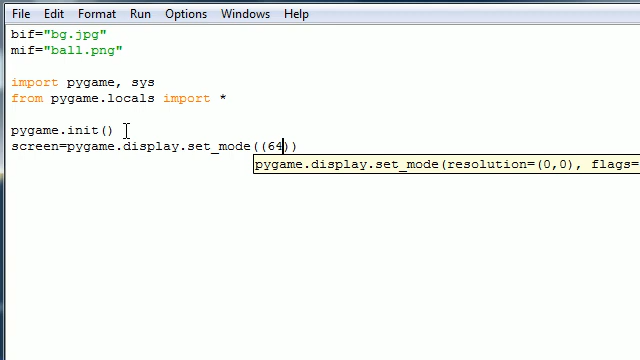 File Edit Format Run Options Windows Help
bif="bg.jpg"
mif="ball.png"
import pygame, sys
from pygame.locals import *
pygame.init()
screen=pygame.display.set_mode((64))
pygame.display.set_mode(resolution=(0,0), flags=